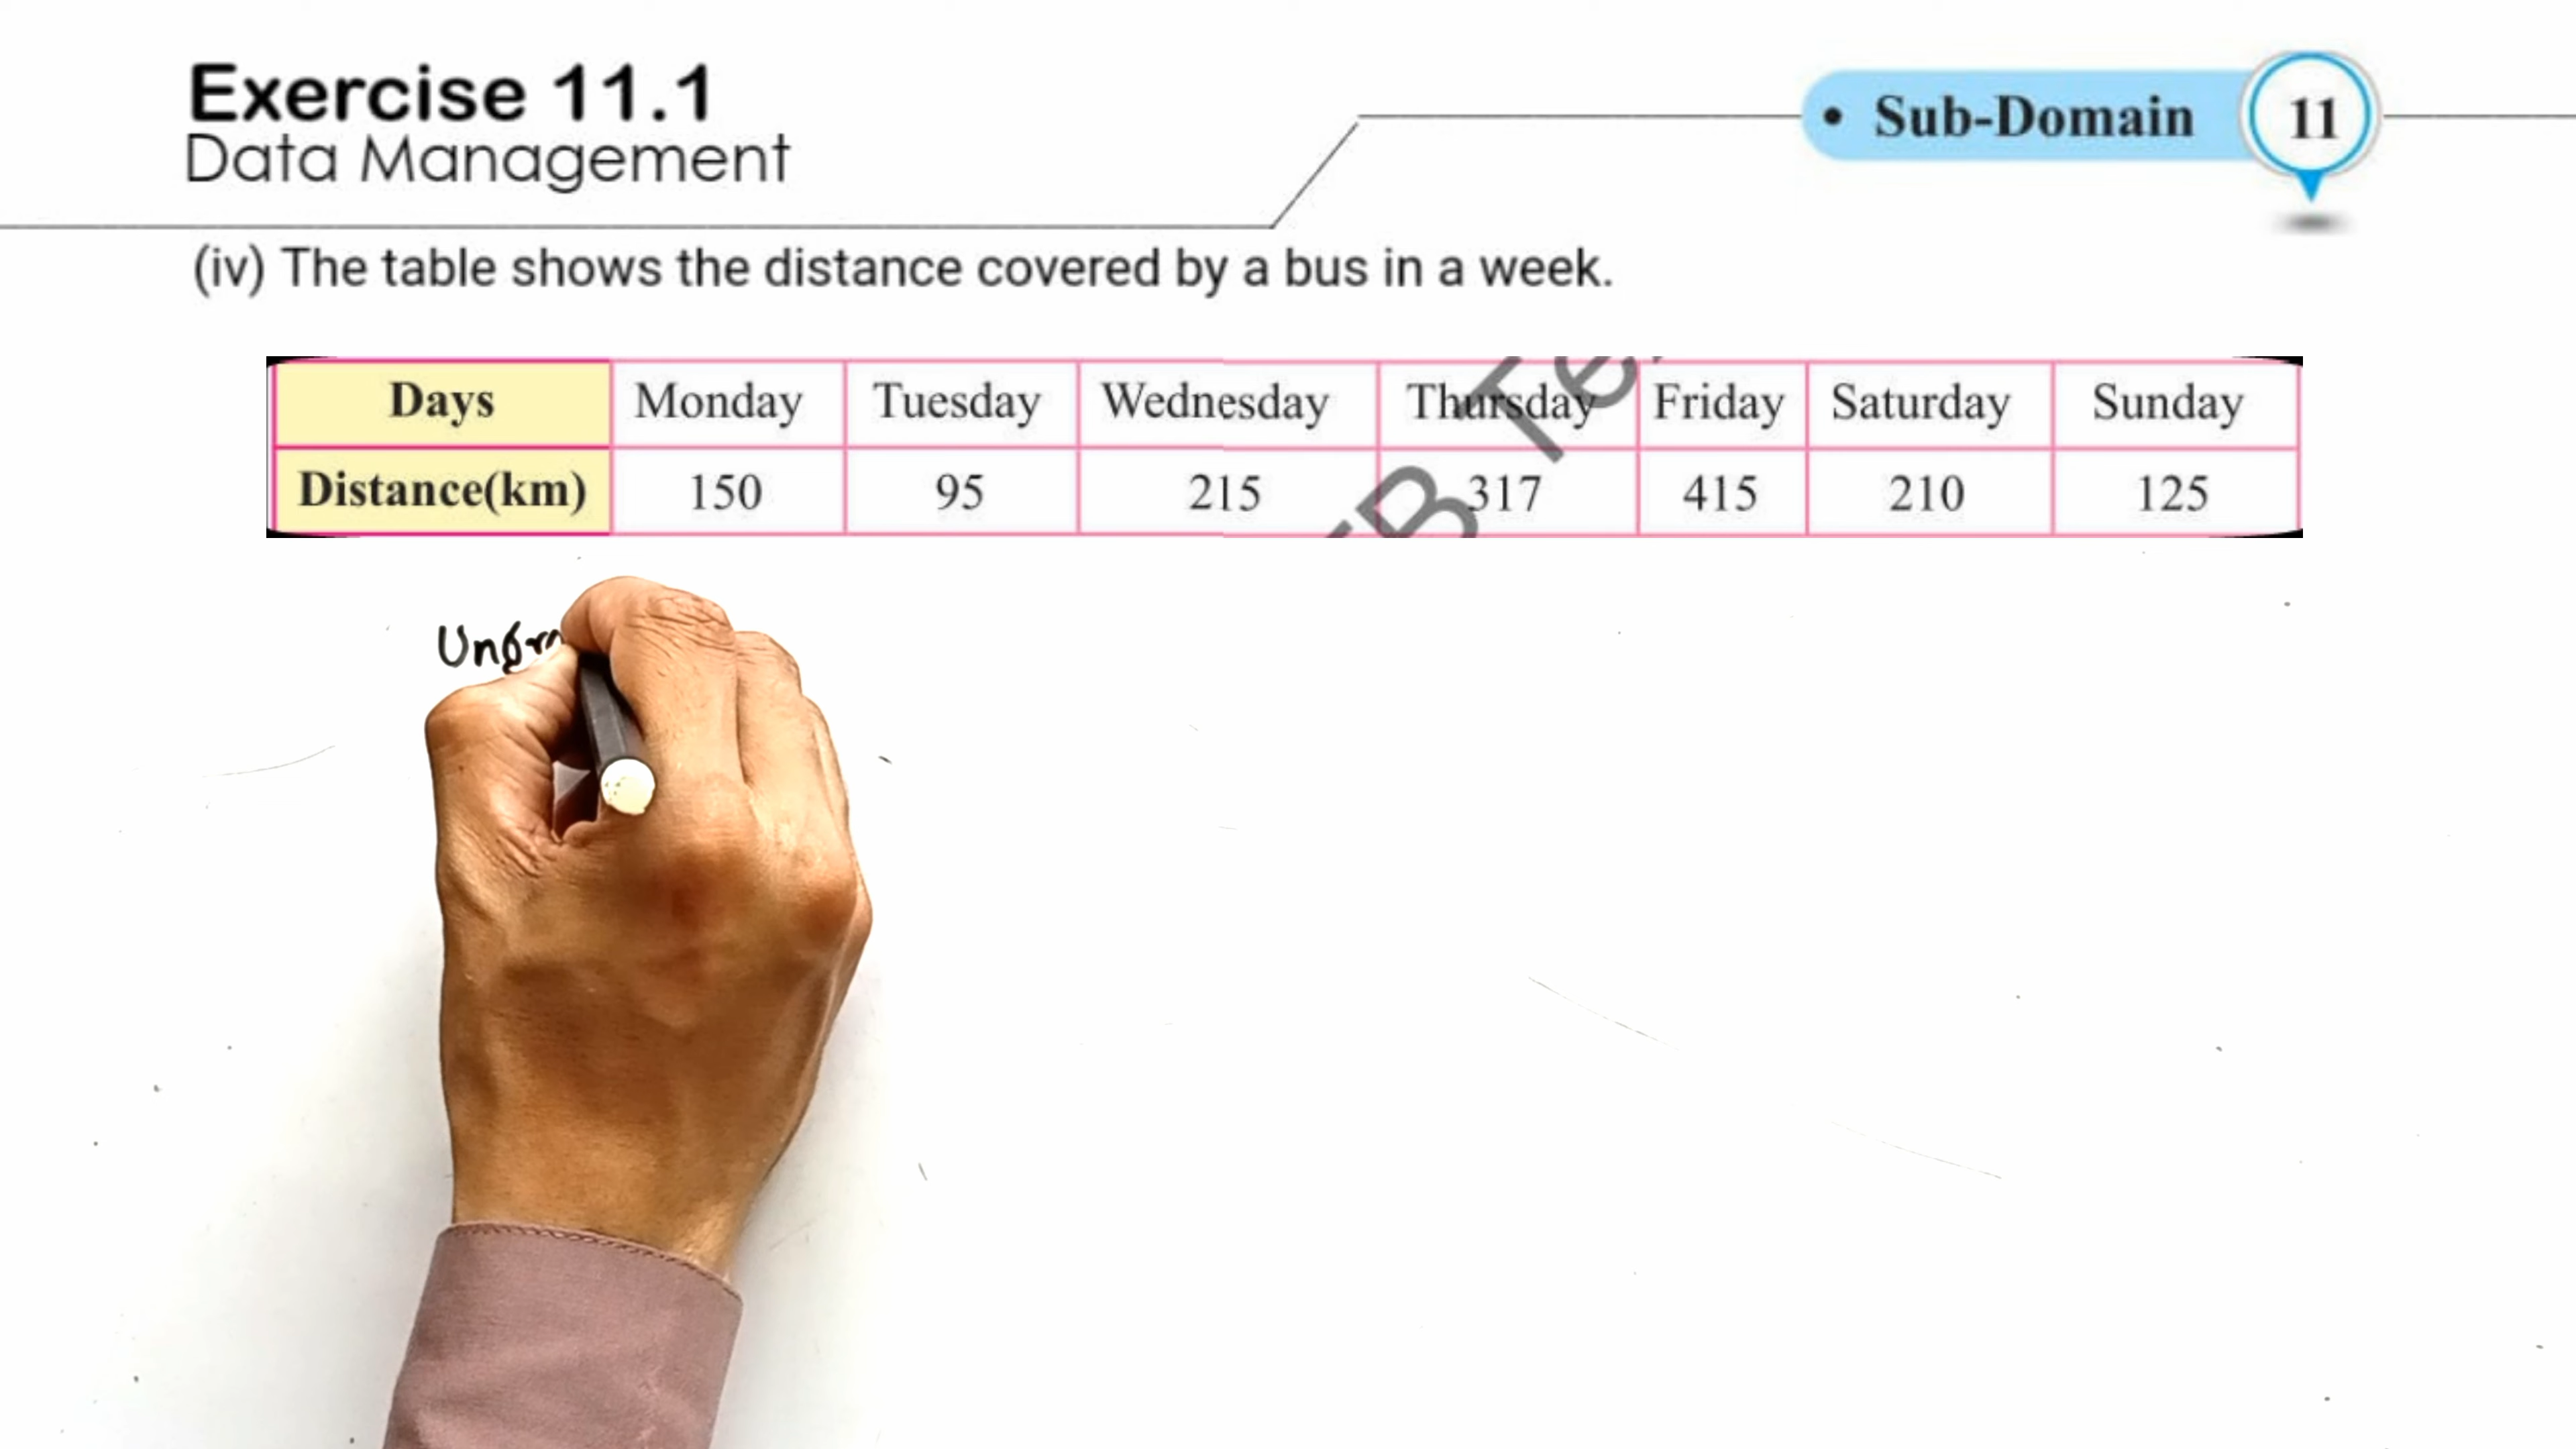 Exercise 11.1
Data Management
• Sub-Domain 11
(iv) The table shows the distance covered by a bus in a week.
Days Monday Tuesday Wednesday Thursday Friday Saturday Sunday
Distance(km) 150 95 215 317 415 210 125